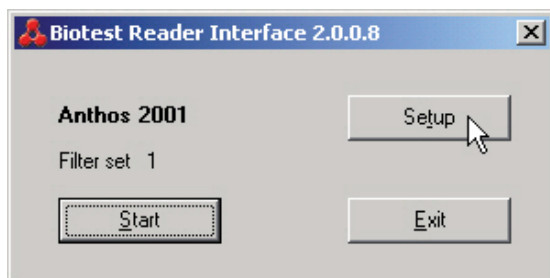 Biotest Reader Interface 2.0.0.8
Anthos 2001
Setup
Filter set 1
Start
Exit